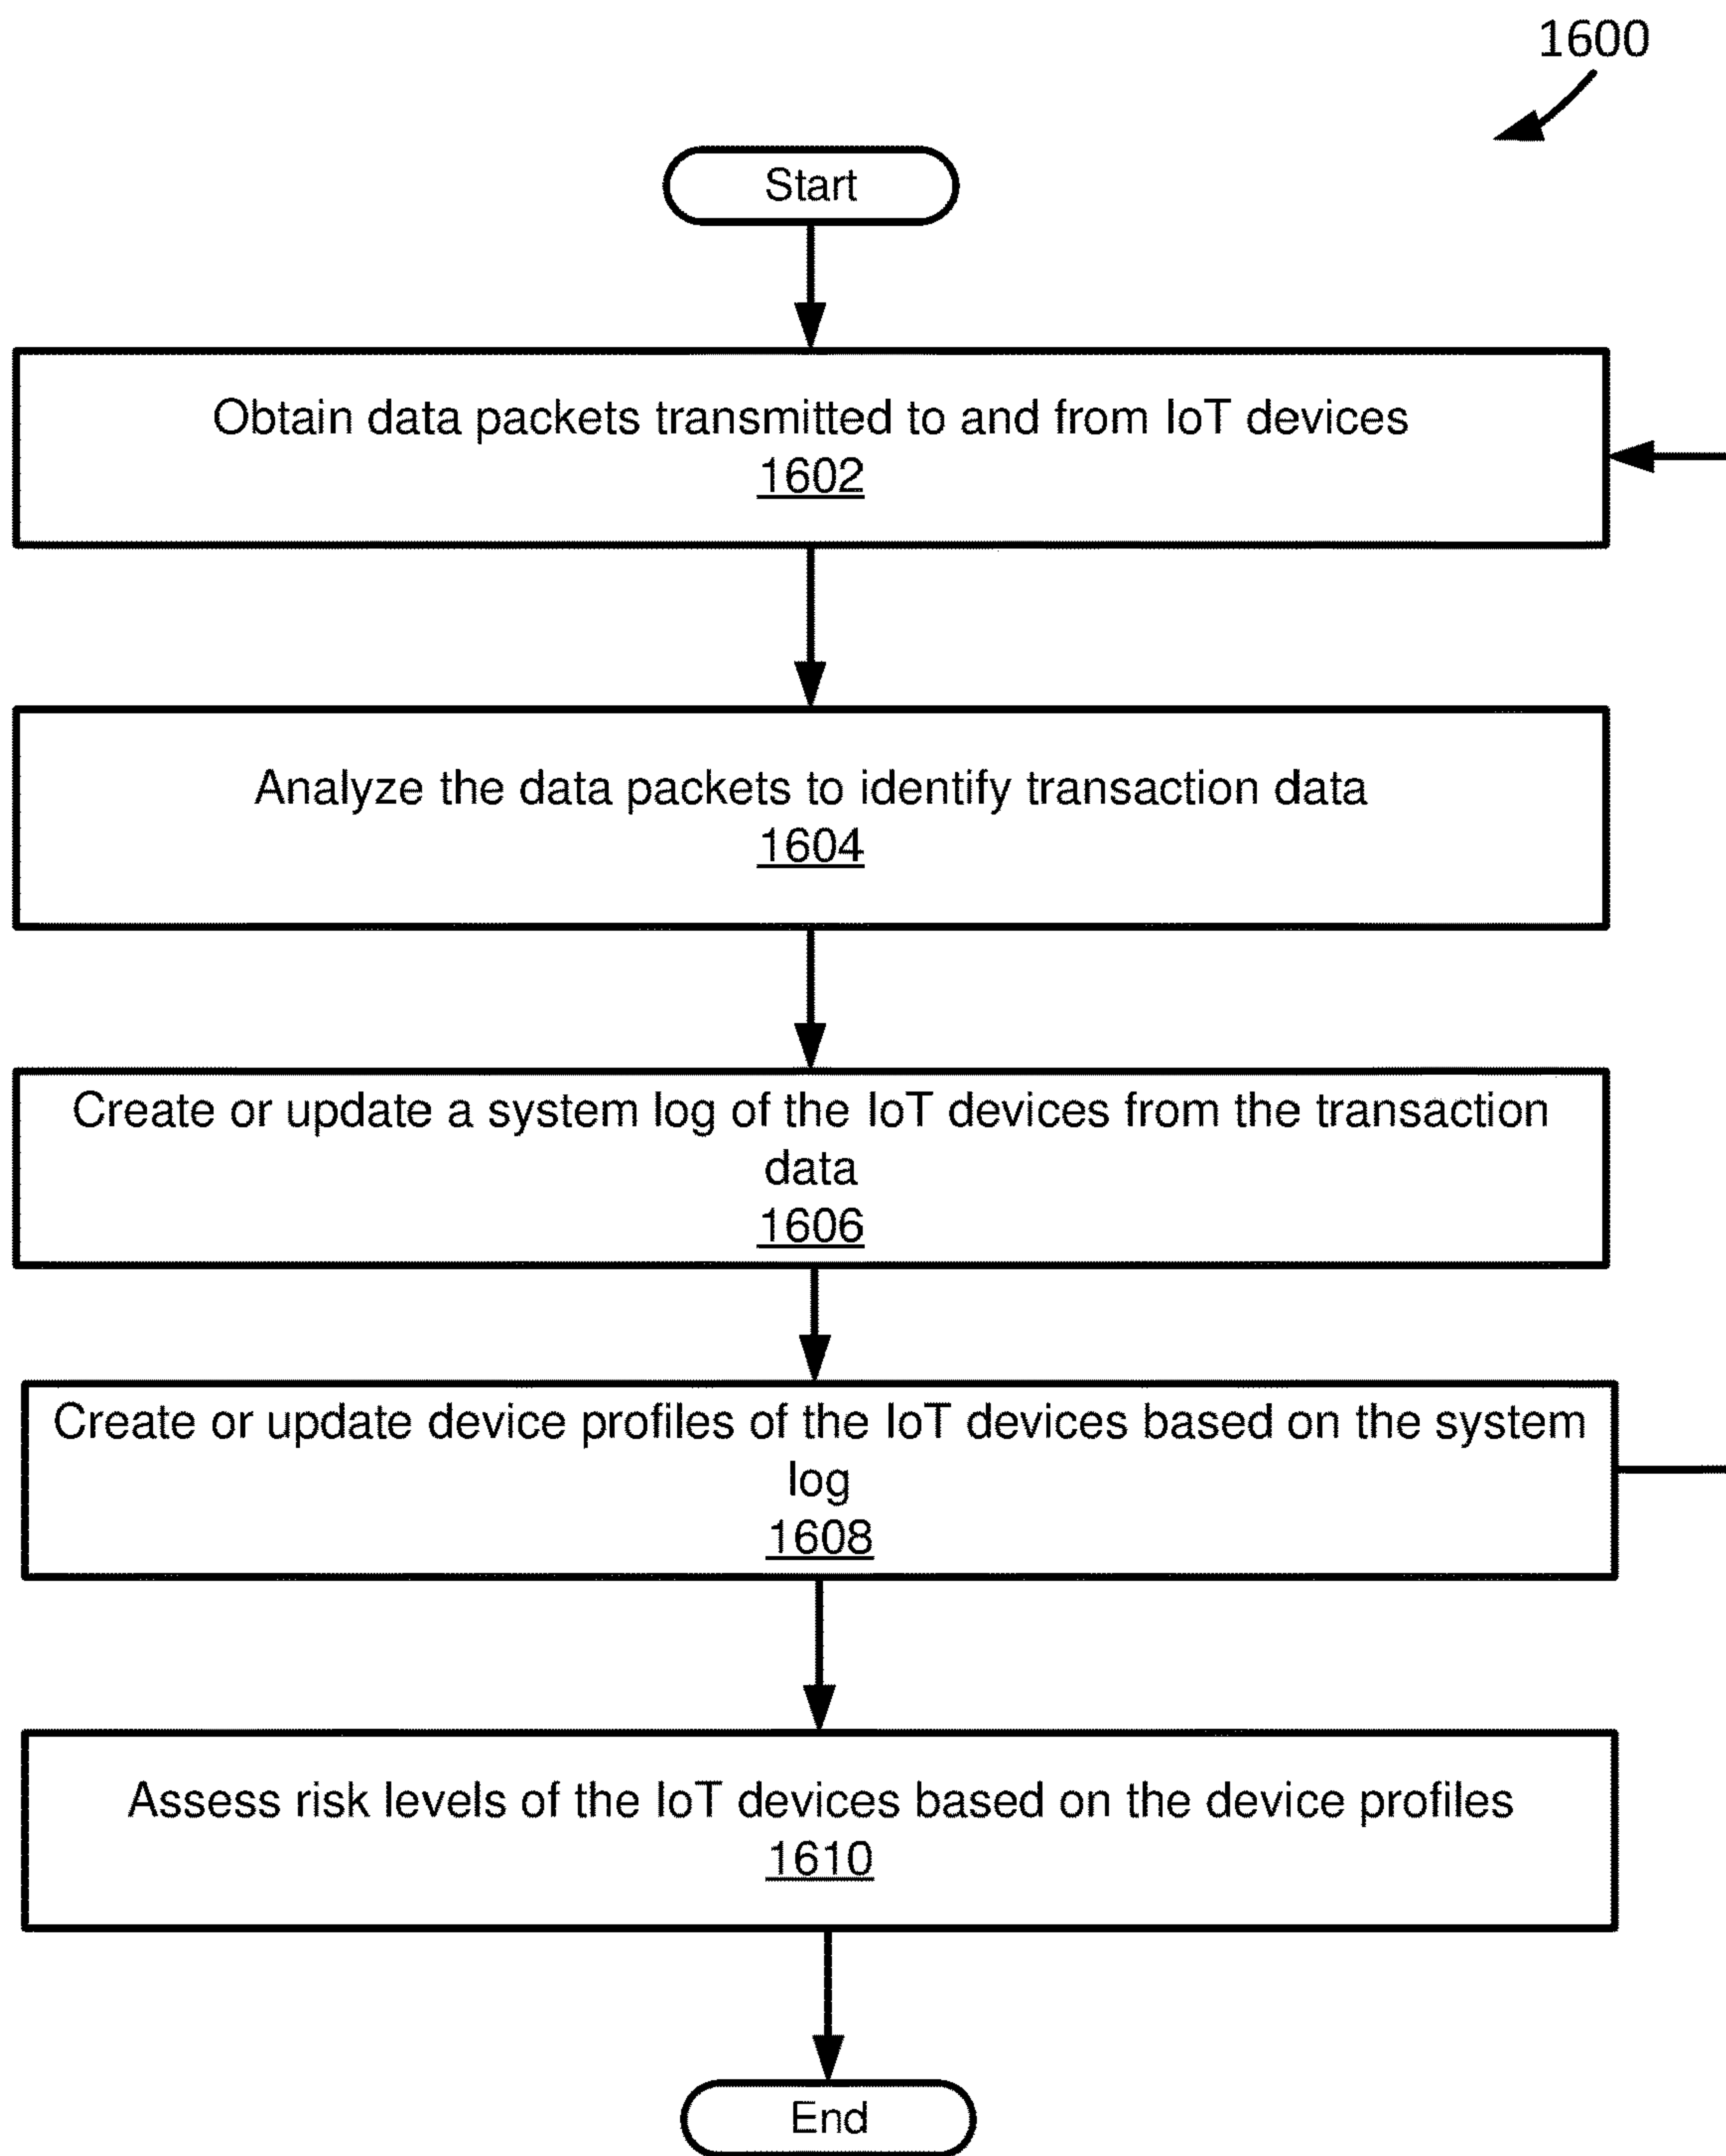 1600
Start
Obtain data packets transmitted to and from IoT devices
1602
Analyze the data packets to identify transaction data
1604
Create or update a system log of the IoT devices from the transaction
data
1606
Create or update device profiles of the IoT devices based on the system
log
1608
Assess risk levels of the IoT devices based on the device profiles
1610
End